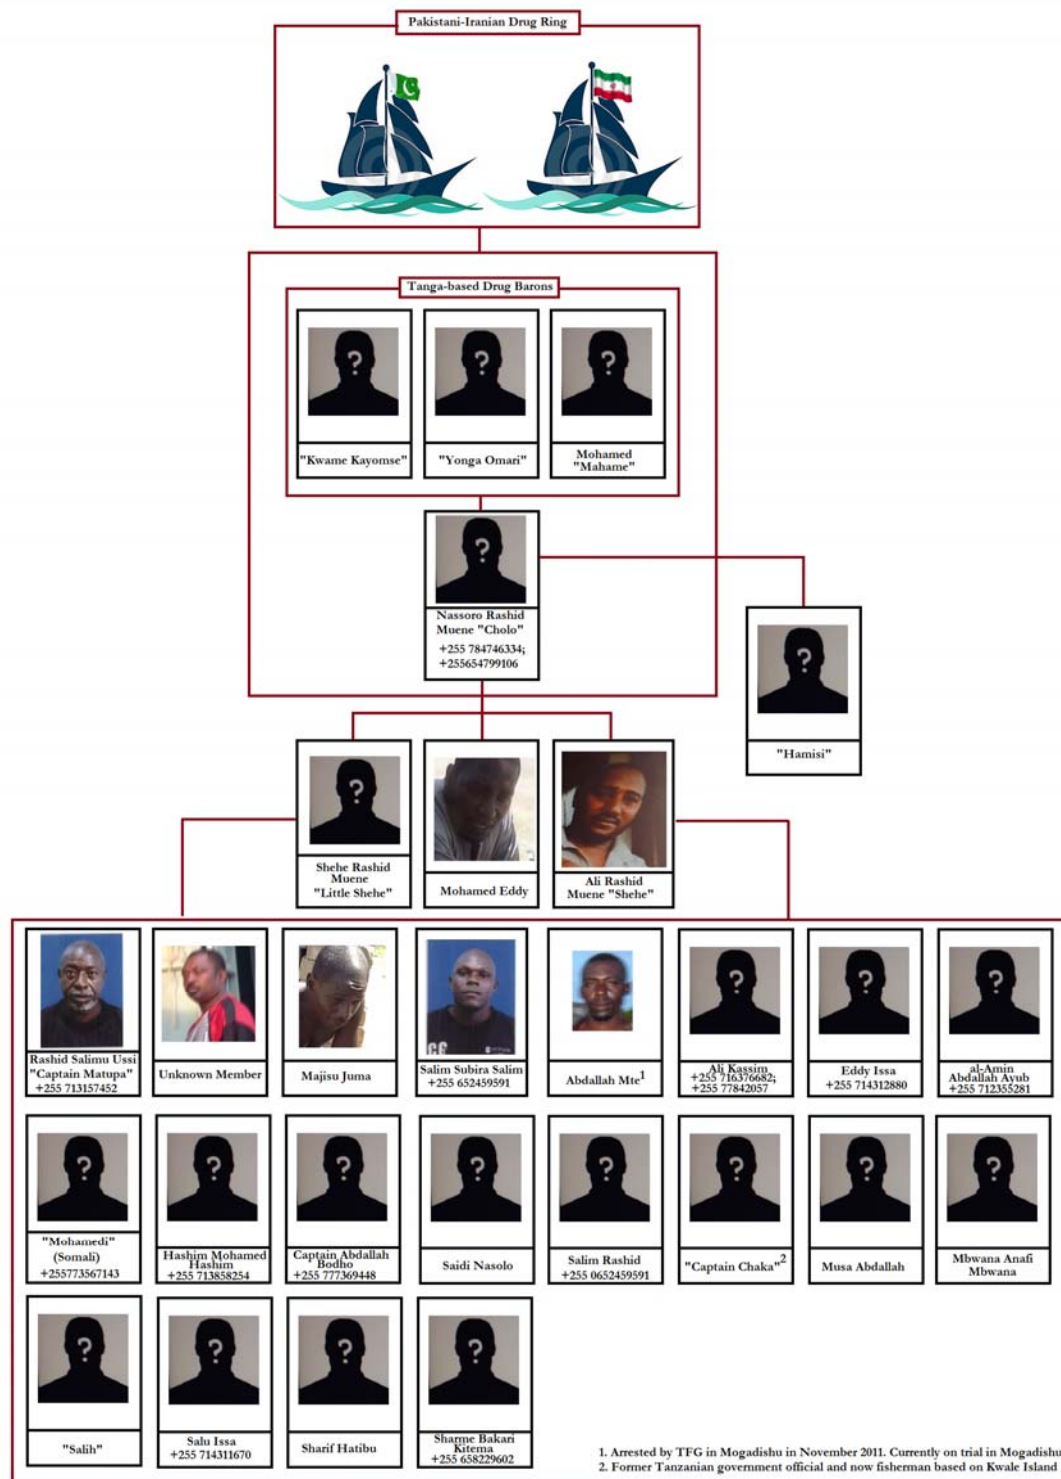 Pakistani-Iranian Drug Ring
Tanga-based Drug Barons
"Kwame Kayomse"
"Yonga Omari"
Mohamed
"Mahame"
Nassoro Rashid
Muene "Cholo"
+255 784746334;
+255654799106
"Hamisi"
Shehe Rashid
Muene
"Little Shehe"
Mohamed Eddy
Ali Rashid
Muene "Shehe"
Rashid Salimu Ussi
"Captain Matupa"
+255 713157452
Unknown Member
Majisu Juma
Salim Subira Salim
+255 652459591
Abdallah Mte1
Ali Kassim
+255 716376682;
+255 77842057
Eddy Issa
+255 714312880
al-Amin
Abdallah Ayub
+255 712355281
"Mohamedi"
(Somali)
+255773567143
Hashim Mohamed
Hashim
+255 713858254
Captain Abdallah
Bodho
+255 777369448
Saidi Nasolo
Salim Rashid
+255 0652459591
"Captain Chaka"2
Musa Abdallah
Mbwana Anafi
Mbwana
"Salih"
Salu Issa
+255 714311670
Sharif Hatibu
Sharme Bakari
Kitema
+255 658229602
1. Arrested by TFG in Mogadishu in November 2011. Currently on trial in Mogadishu
2. Former Tanzanian government official and now fisherman based on Kwale Island